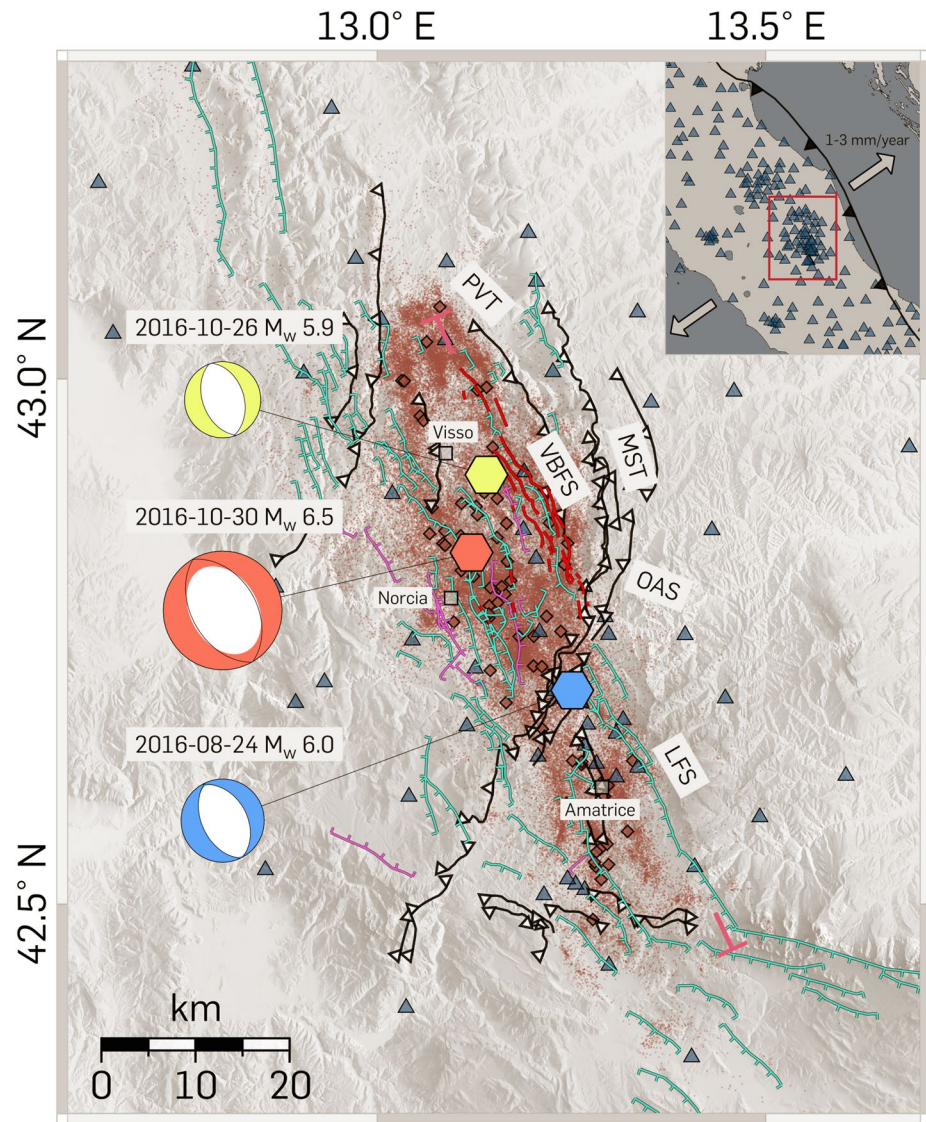 13.0° E
13.5° E
1-3 mm/year
PVT
2016-10-26 Mw 5.9
43.0° N
Visso
VBFS
MST
2016-10-30 Mw 6.5
OAS
Norcia
2016-08-24 Mw 6.0
LFS
Amatrice
42.5° N
km
0 10 20